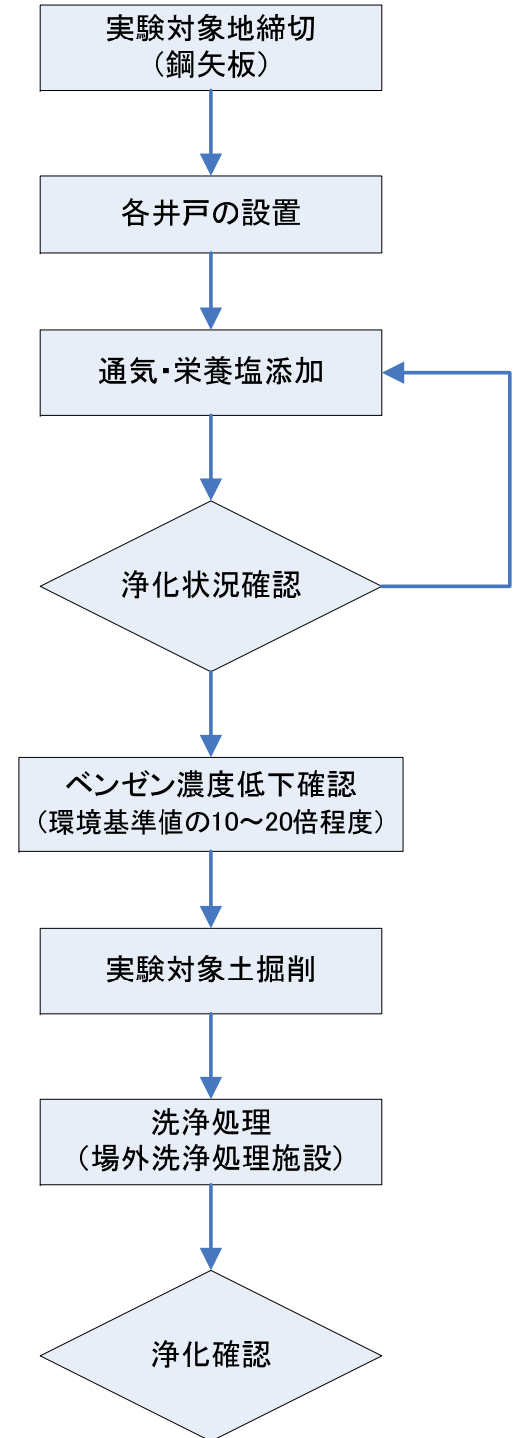 実験対象地締切
（鋼矢板）
各井戸の設置
通気・栄養塩添加
浄化状況確認
ベンゼン濃度低下確認
（環境基準値の10～20倍程度）
実験対象土掘削
洗浄処理
（場外洗浄処理施設）
浄化確認